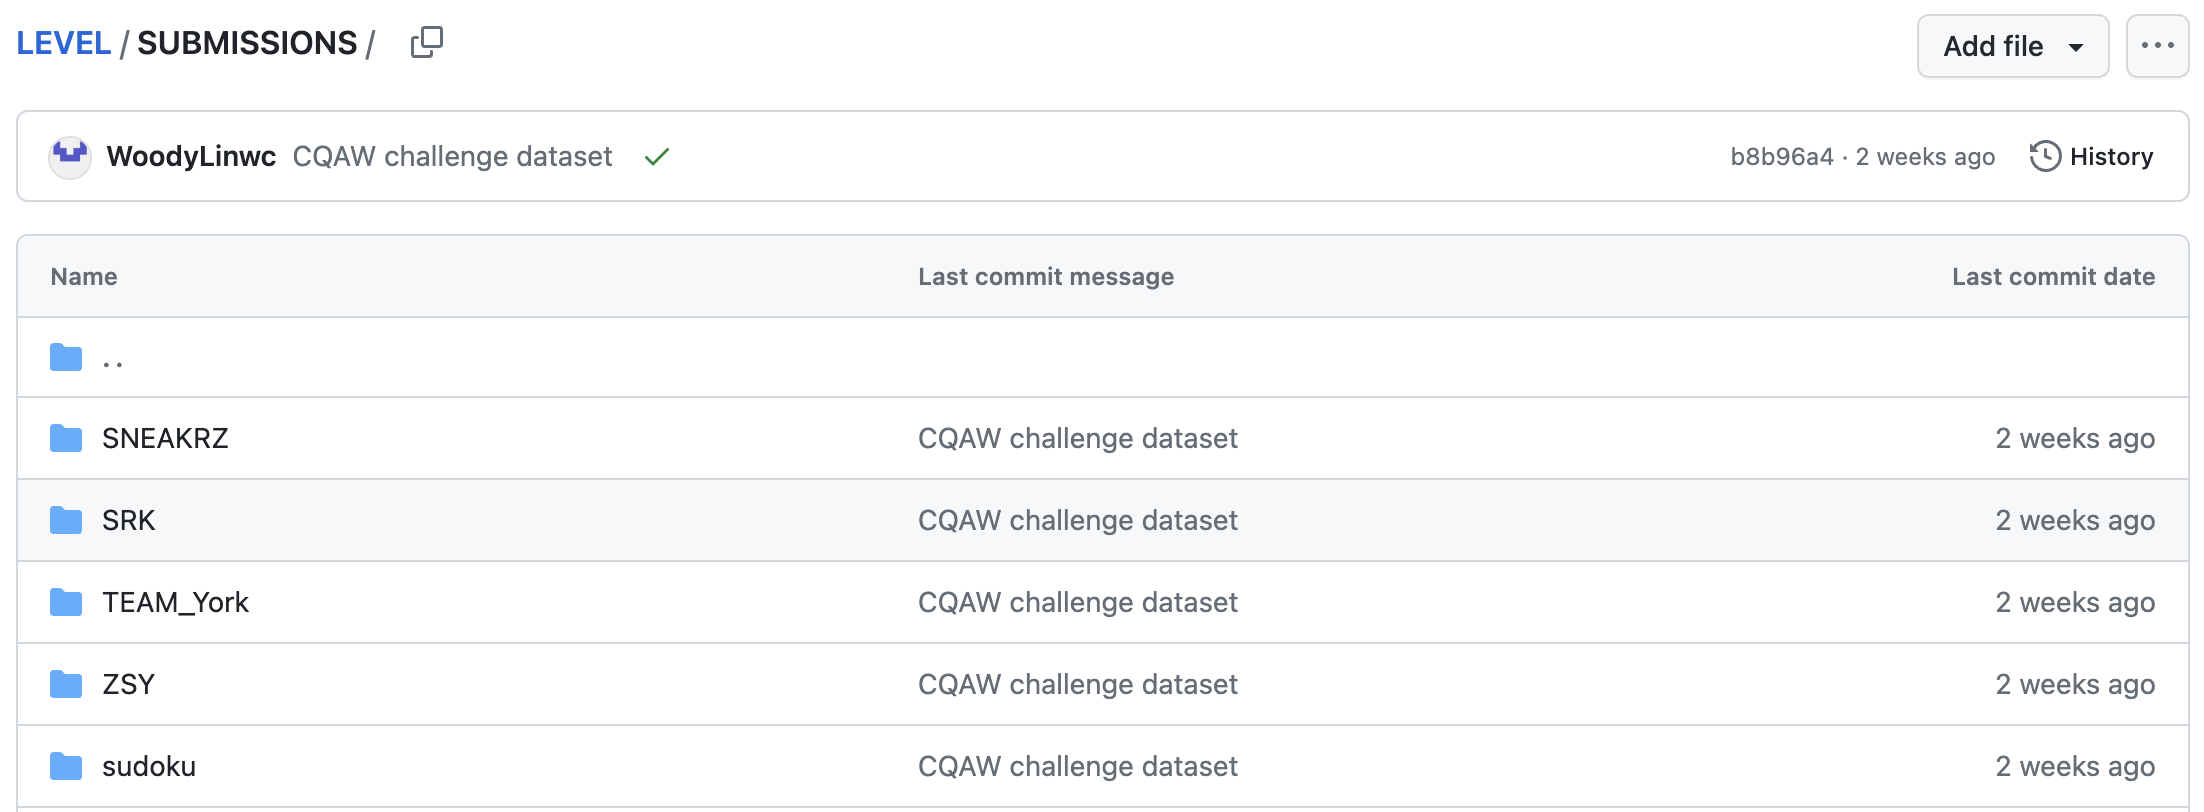 LEVEL / SUBMISSIONS /
Add file
WoodyLinwc CQAW challenge dataset b8b96a4 · 2 weeks ago History
Name Last commit message Last commit date
..
SNEAKRZ CQAW challenge dataset 2 weeks ago
SRK CQAW challenge dataset 2 weeks ago
TEAM_York CQAW challenge dataset 2 weeks ago
ZSY CQAW challenge dataset 2 weeks ago
sudoku CQAW challenge dataset 2 weeks ago